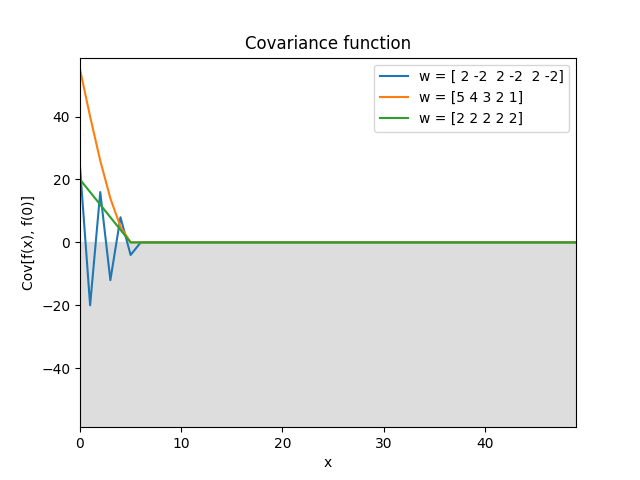 Covariance function
w = [ 2 -2  2 -2  2 -2]
w = [5 4 3 2 1]
w = [2 2 2 2 2]
Cov[f(x), f(0)]
40
20
0
−20
−40
0 10 20 30 40
x